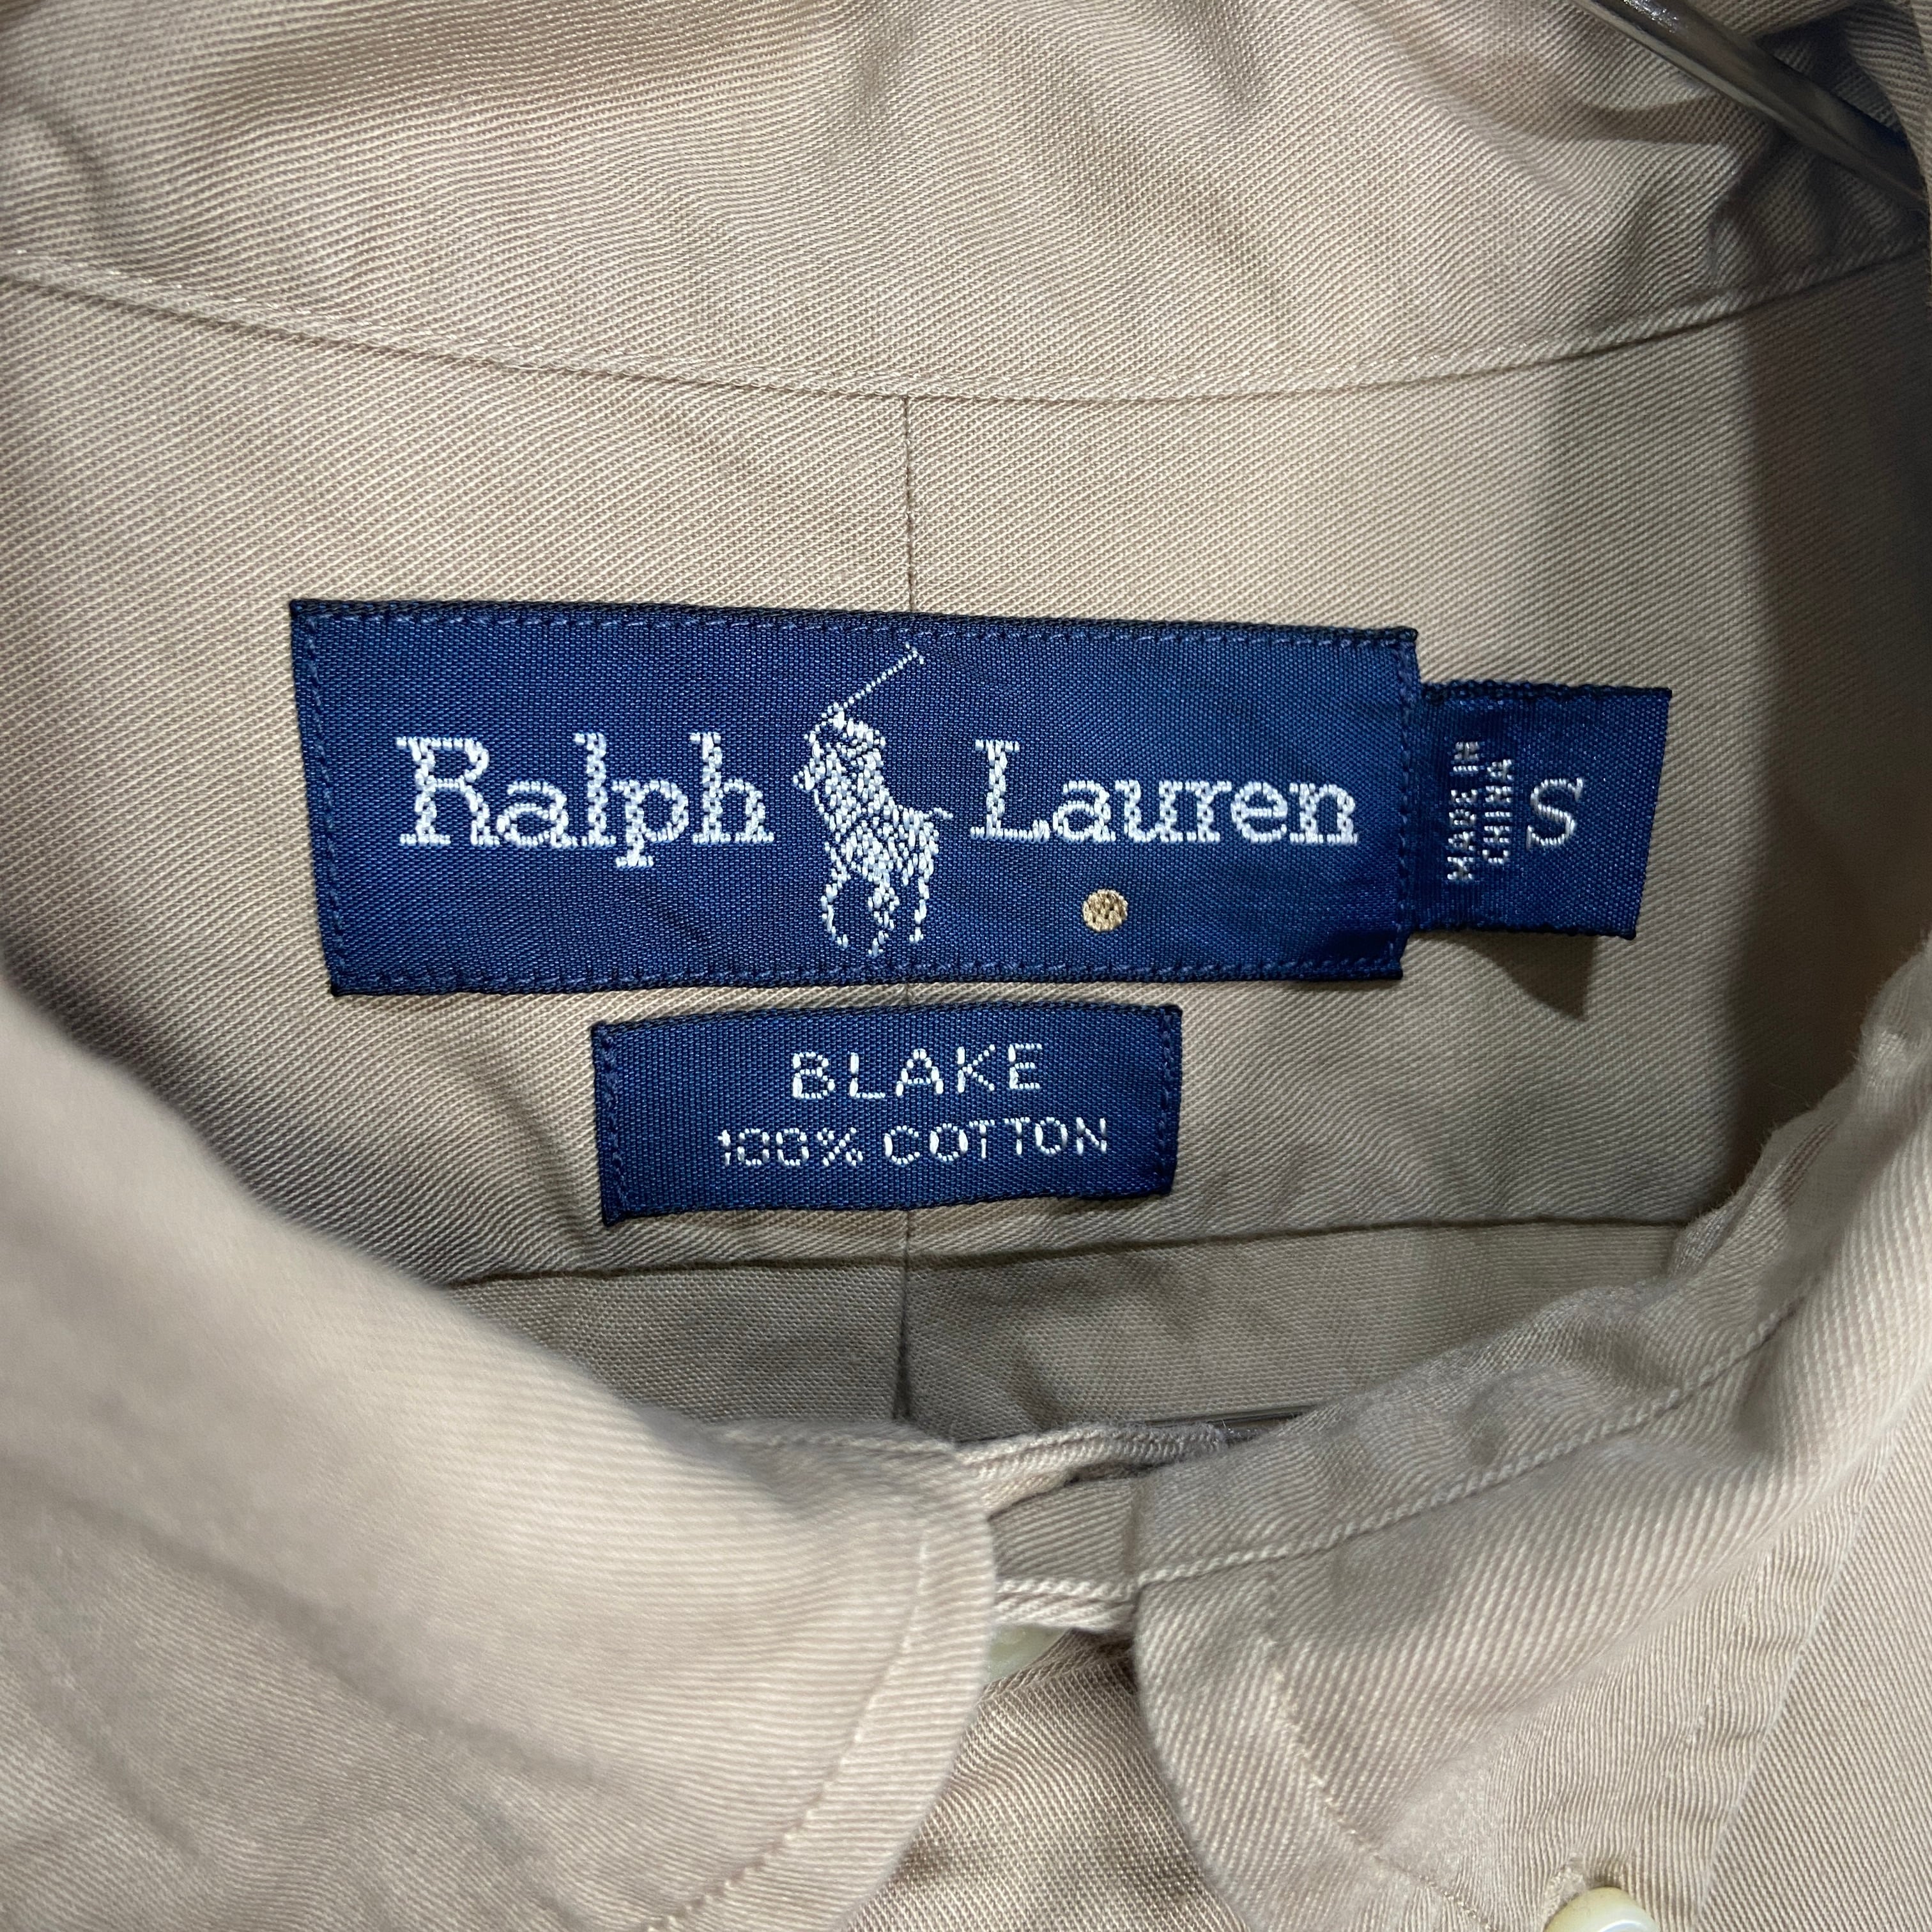 Ralph Lauren
MADE IN
CHINA
S
BLAKE
100% COTTON